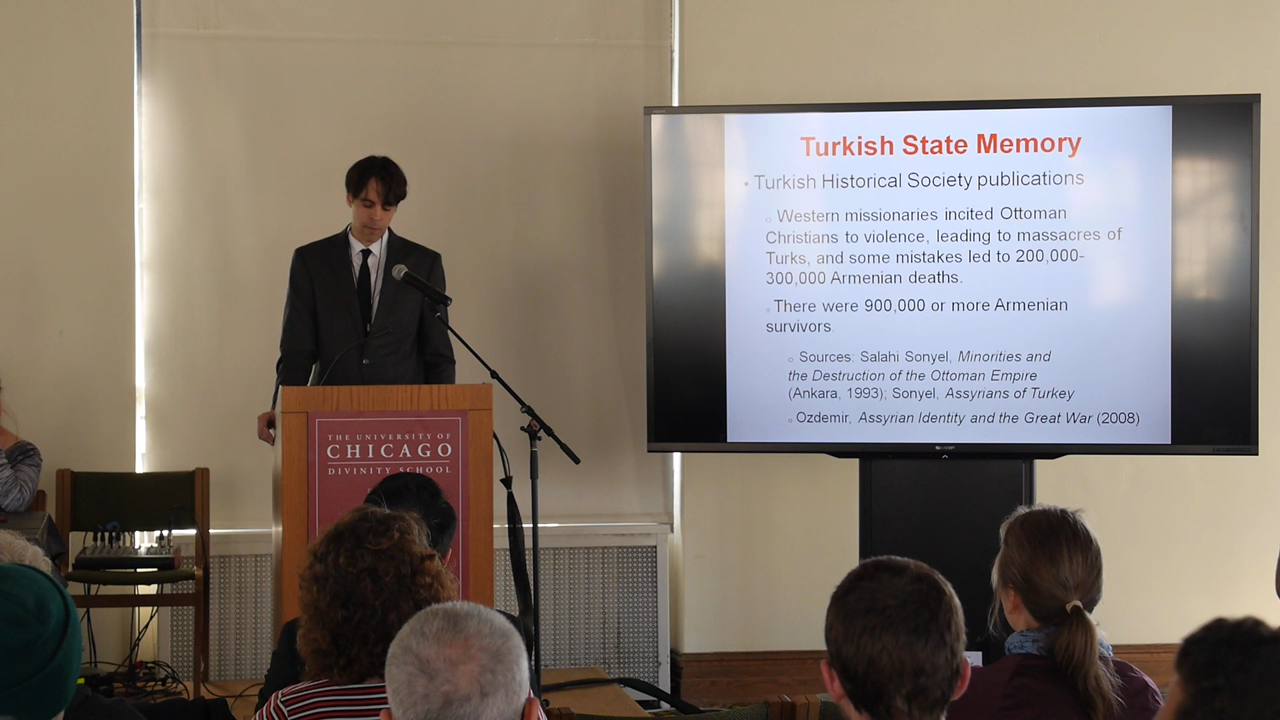 Turkish State Memory
• Turkish Historical Society publications
○ Western missionaries incited Ottoman
Christians to violence, leading to massacres of
Turks, and some mistakes led to 200,000-
300,000 Armenian deaths.
○ There were 900,000 or more Armenian
survivors.
○ Sources: Salahi Sonyel, Minorities and
the Destruction of the Ottoman Empire
(Ankara, 1993); Sonyel, Assyrians of Turkey
○ Ozdemir, Assyrian Identity and the Great War (2008)
THE UNIVERSITY OF
CHICAGO
DIVINITY SCHOOL
SHARP